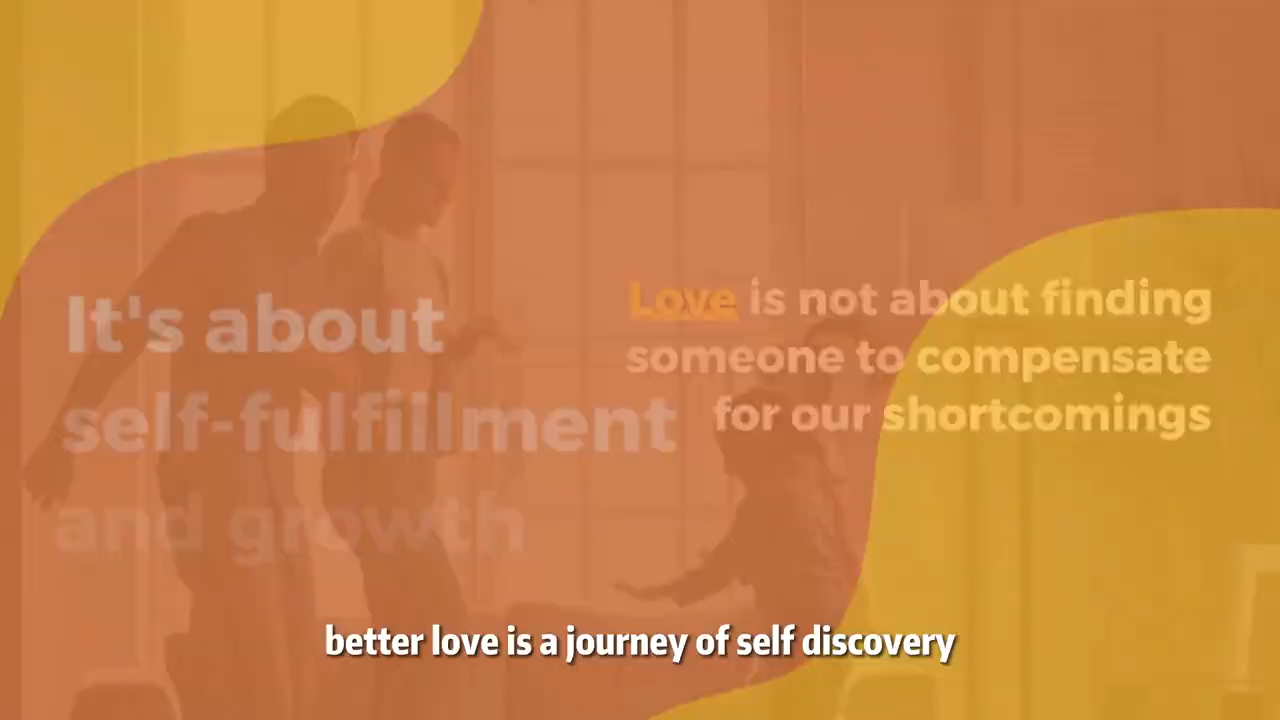 It's about
self-fulfillment
and growth
Love is not about finding
someone to compensate
for our shortcomings
better love is a journey of self discovery